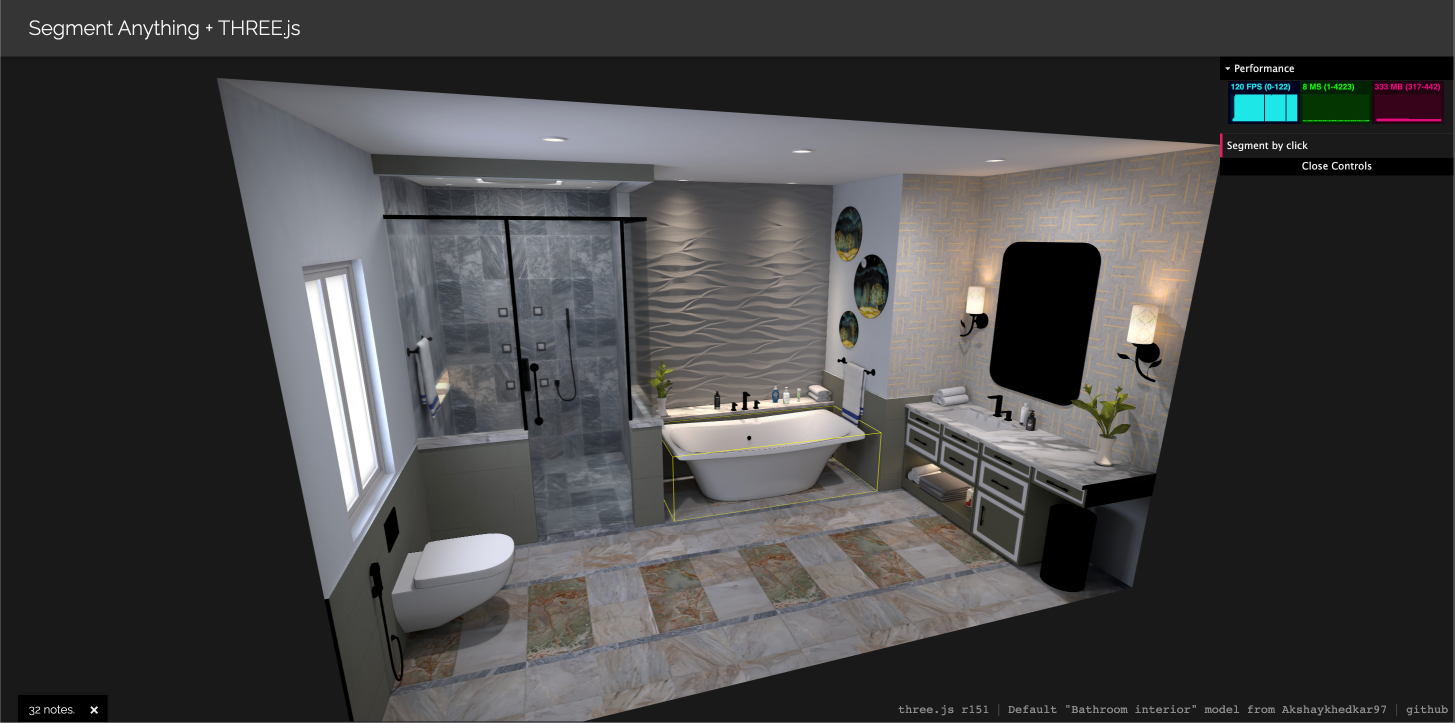 Segment Anything + THREE.js
Performance
120 FPS (0-122) 8 MS (1-4223) 333 MB (317-442)
Segment by click
Close Controls
32 notes. ×
three.js r151 | Default "Bathroom interior" model from Akshaykhedkar97 | github